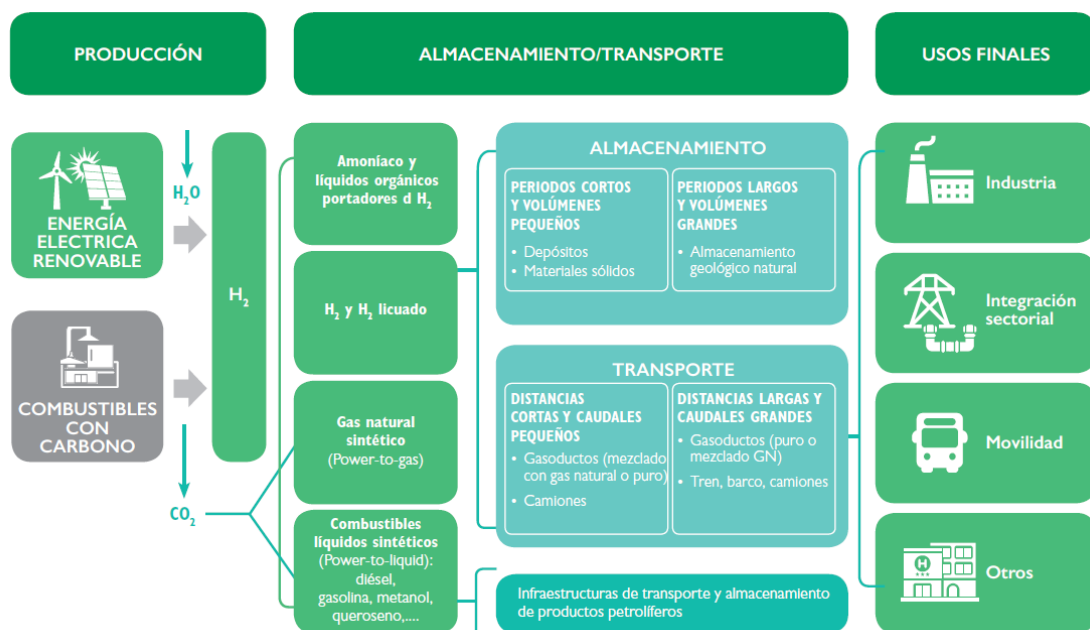 PRODUCCIÓN
ALMACENAMIENTO/TRANSPORTE
USOS FINALES
H₂O
ENERGÍA
ELECTRICA
RENOVABLE
COMBUSTIBLES
CON
CARBONO
CO₂
H₂
Amoníaco y
líquidos orgánicos
portadores d H₂
H₂ y H₂ licuado
Gas natural
sintético
(Power-to-gas)
Combustibles
líquidos sintéticos
(Power-to-liquid):
diésel,
gasolina, metanol,
queroseno,....
ALMACENAMIENTO
PERIODOS CORTOS
Y VOLÚMENES
PEQUEÑOS
• Depósitos
• Materiales sólidos
PERIODOS LARGOS
Y VOLÚMENES
GRANDES
• Almacenamiento
geológico natural
TRANSPORTE
DISTANCIAS
CORTAS Y CAUDALES
PEQUEÑOS
• Gasoductos (mezclado
con gas natural o puro)
• Camiones
DISTANCIAS LARGAS Y
CAUDALES GRANDES
• Gasoductos (puro o
mezclado GN)
• Tren, barco, camiones
Infraestructuras de transporte y almacenamiento
de productos petrolíferos
Industria
Integración
sectorial
Movilidad
H
Otros